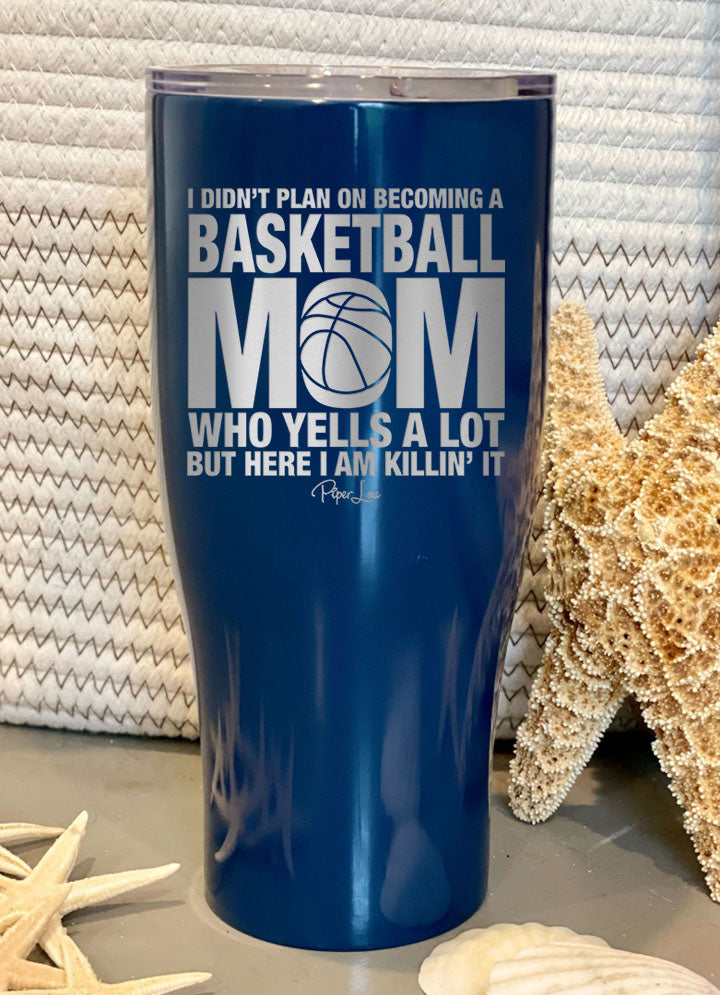 I DIDN'T PLAN ON BECOMING A
BASKETBALL
MOM
WHO YELLS A LOT
BUT HERE I AM KILLIN' IT
Piper Lou